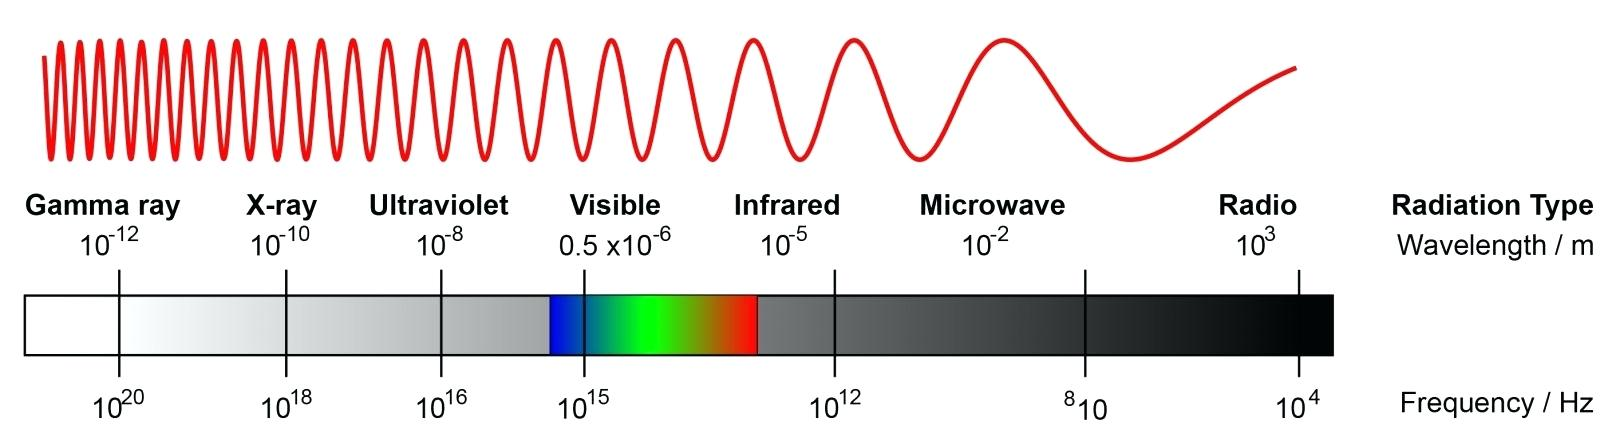 Gamma ray X-ray Ultraviolet Visible Infrared Microwave Radio Radiation Type
10⁻¹² 10⁻¹⁰ 10⁻⁸ 0.5 x10⁻⁶ 10⁻⁵ 10⁻² 10³ Wavelength / m
10²⁰ 10¹⁸ 10¹⁶ 10¹⁵ 10¹² ⁸10 10⁴ Frequency / Hz